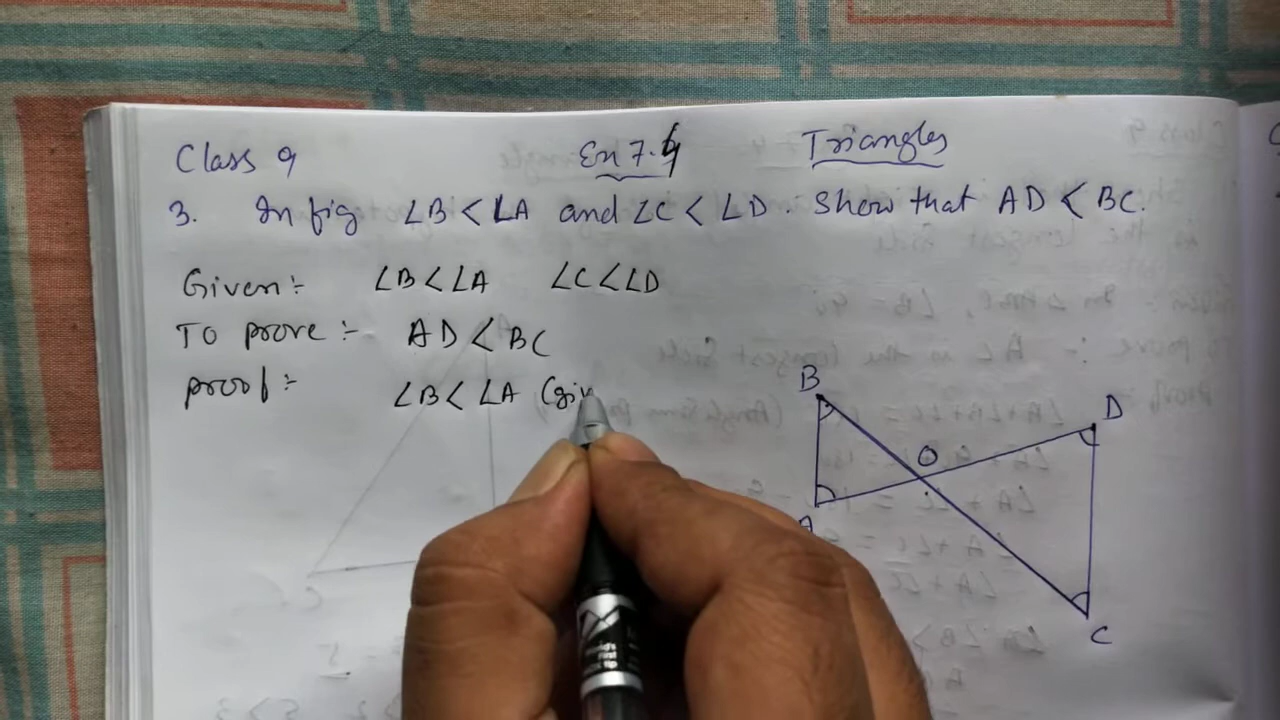 Class 9 Ex 7.4 Triangles
3. In fig ∠B < ∠A and ∠C < ∠D. Show that AD < BC.
Given:- ∠B < ∠A ∠C < ∠D
To prove:- AD < BC
proof:- ∠B < ∠A (giv
B
D
O
A
C